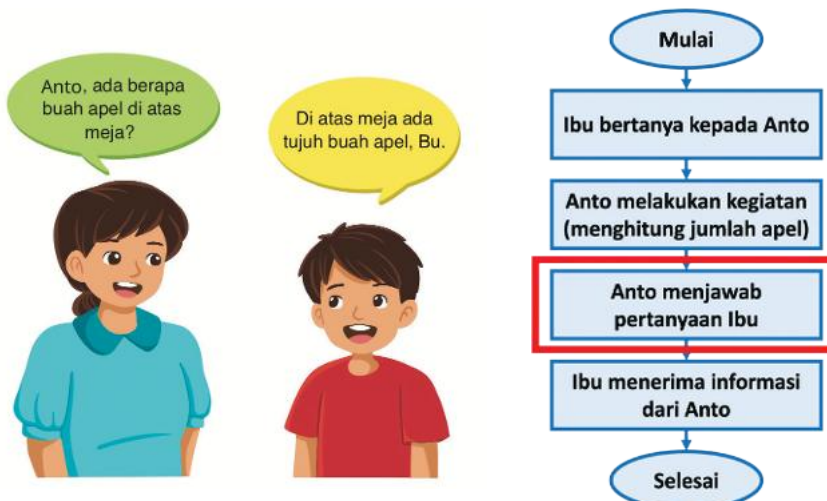 Anto, ada berapa
buah apel di atas
meja?
Di atas meja ada
tujuh buah apel, Bu.
Mulai
Ibu bertanya kepada Anto
Anto melakukan kegiatan
(menghitung jumlah apel)
Anto menjawab
pertanyaan Ibu
Ibu menerima informasi
dari Anto
Selesai